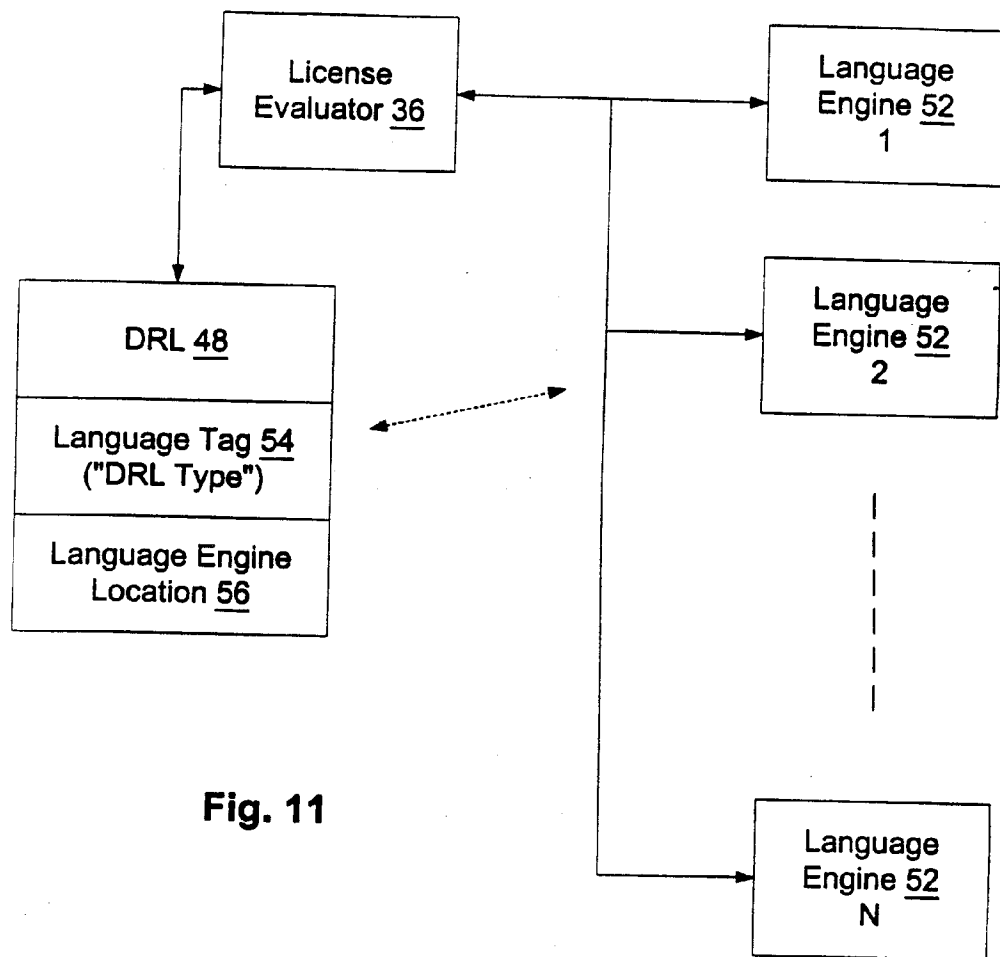 License
Evaluator 36
Language
Engine 52
1
DRL 48
Language Tag 54
("DRL Type")
Language Engine
Location 56
Language
Engine 52
2
Language
Engine 52
N
Fig. 11